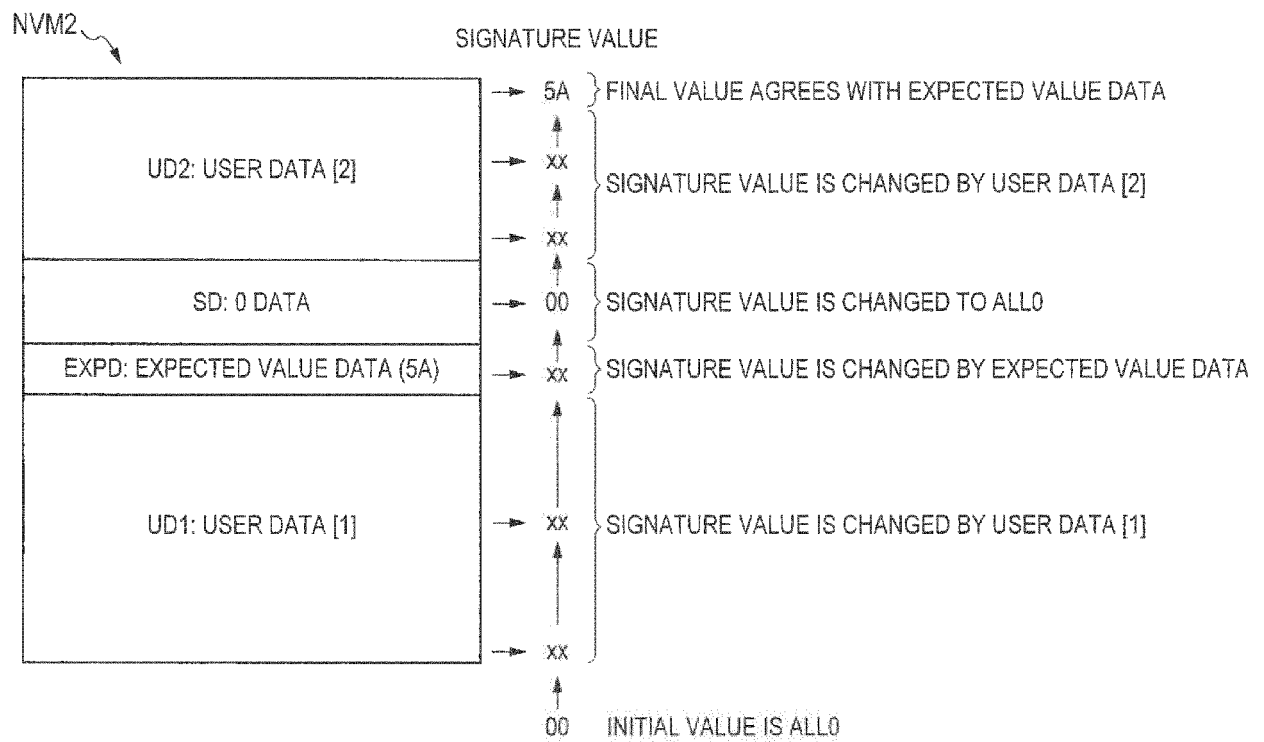 NVM2
SIGNATURE VALUE
5A FINAL VALUE AGREES WITH EXPECTED VALUE DATA
UD2: USER DATA [2]
xx
SIGNATURE VALUE IS CHANGED BY USER DATA [2]
xx
SD: 0 DATA
00 SIGNATURE VALUE IS CHANGED TO ALL0
EXPD: EXPECTED VALUE DATA (5A)
xx SIGNATURE VALUE IS CHANGED BY EXPECTED VALUE DATA
UD1: USER DATA [1]
xx SIGNATURE VALUE IS CHANGED BY USER DATA [1]
xx
00 INITIAL VALUE IS ALL0